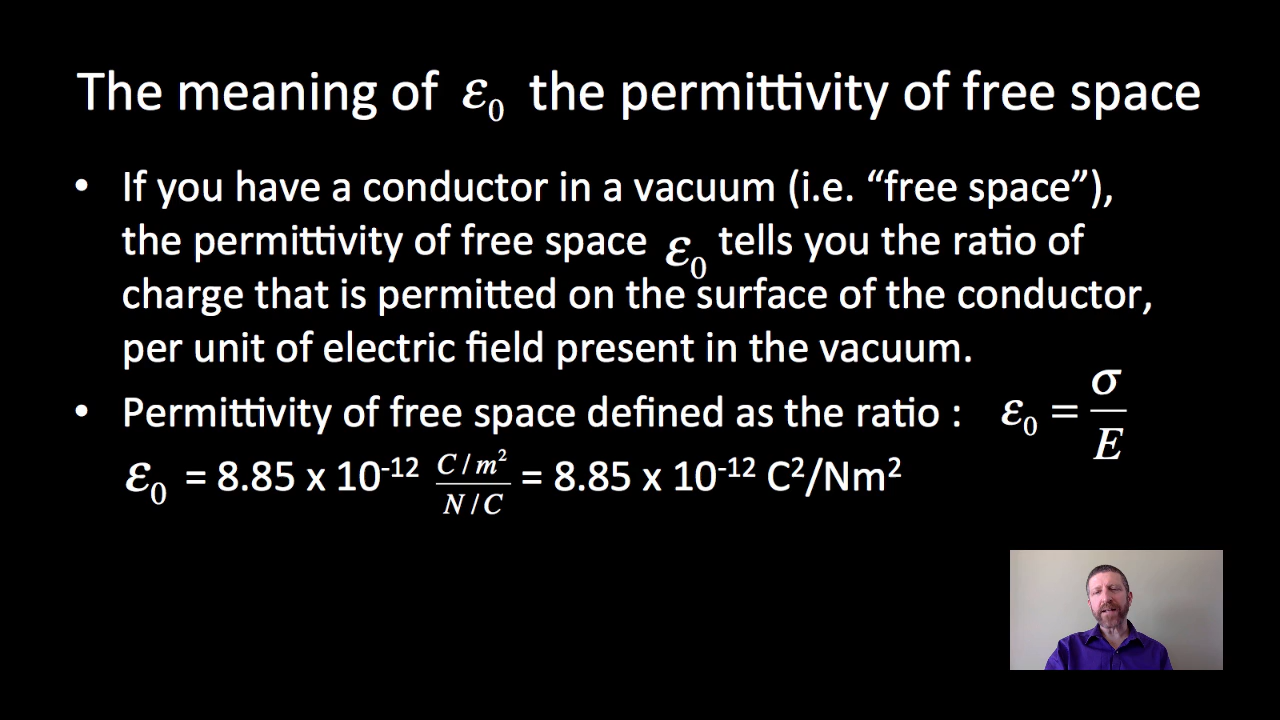 The meaning of ε₀ the permittivity of free space
• If you have a conductor in a vacuum (i.e. “free space”),
the permittivity of free space ε₀ tells you the ratio of
charge that is permitted on the surface of the conductor,
per unit of electric field present in the vacuum.
• Permittivity of free space defined as the ratio : ε₀ = σ/E
ε₀ = 8.85 x 10⁻¹² (C/m²)/(N/C) = 8.85 x 10⁻¹² C²/Nm²